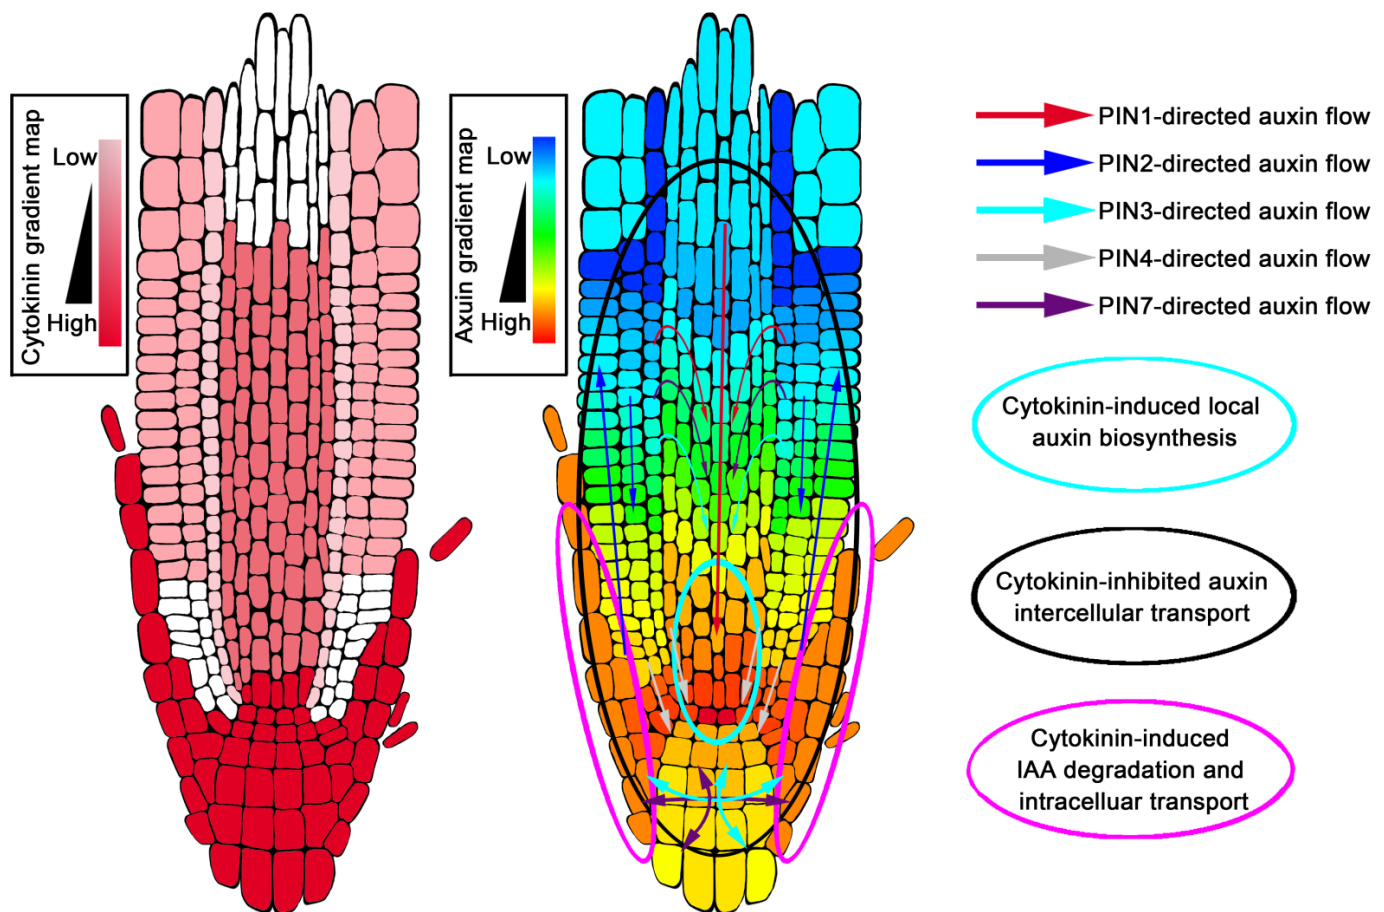 Cytokinin gradient map
Low
High
Axuin gradient map
Low
High
PIN1-directed auxin flow
PIN2-directed auxin flow
PIN3-directed auxin flow
PIN4-directed auxin flow
PIN7-directed auxin flow
Cytokinin-induced local
auxin biosynthesis
Cytokinin-inhibited auxin
intercellular transport
Cytokinin-induced
IAA degradation and
intracelluar transport